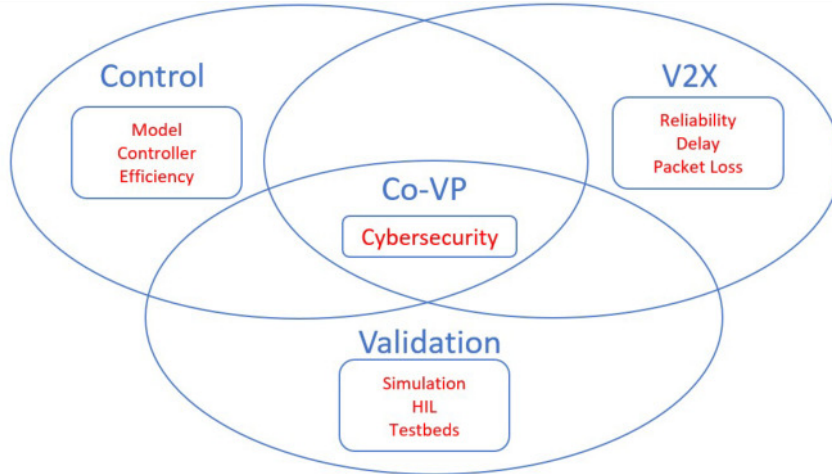 Control
Model
Controller
Efficiency
V2X
Reliability
Delay
Packet Loss
Co-VP
Cybersecurity
Validation
Simulation
HIL
Testbeds